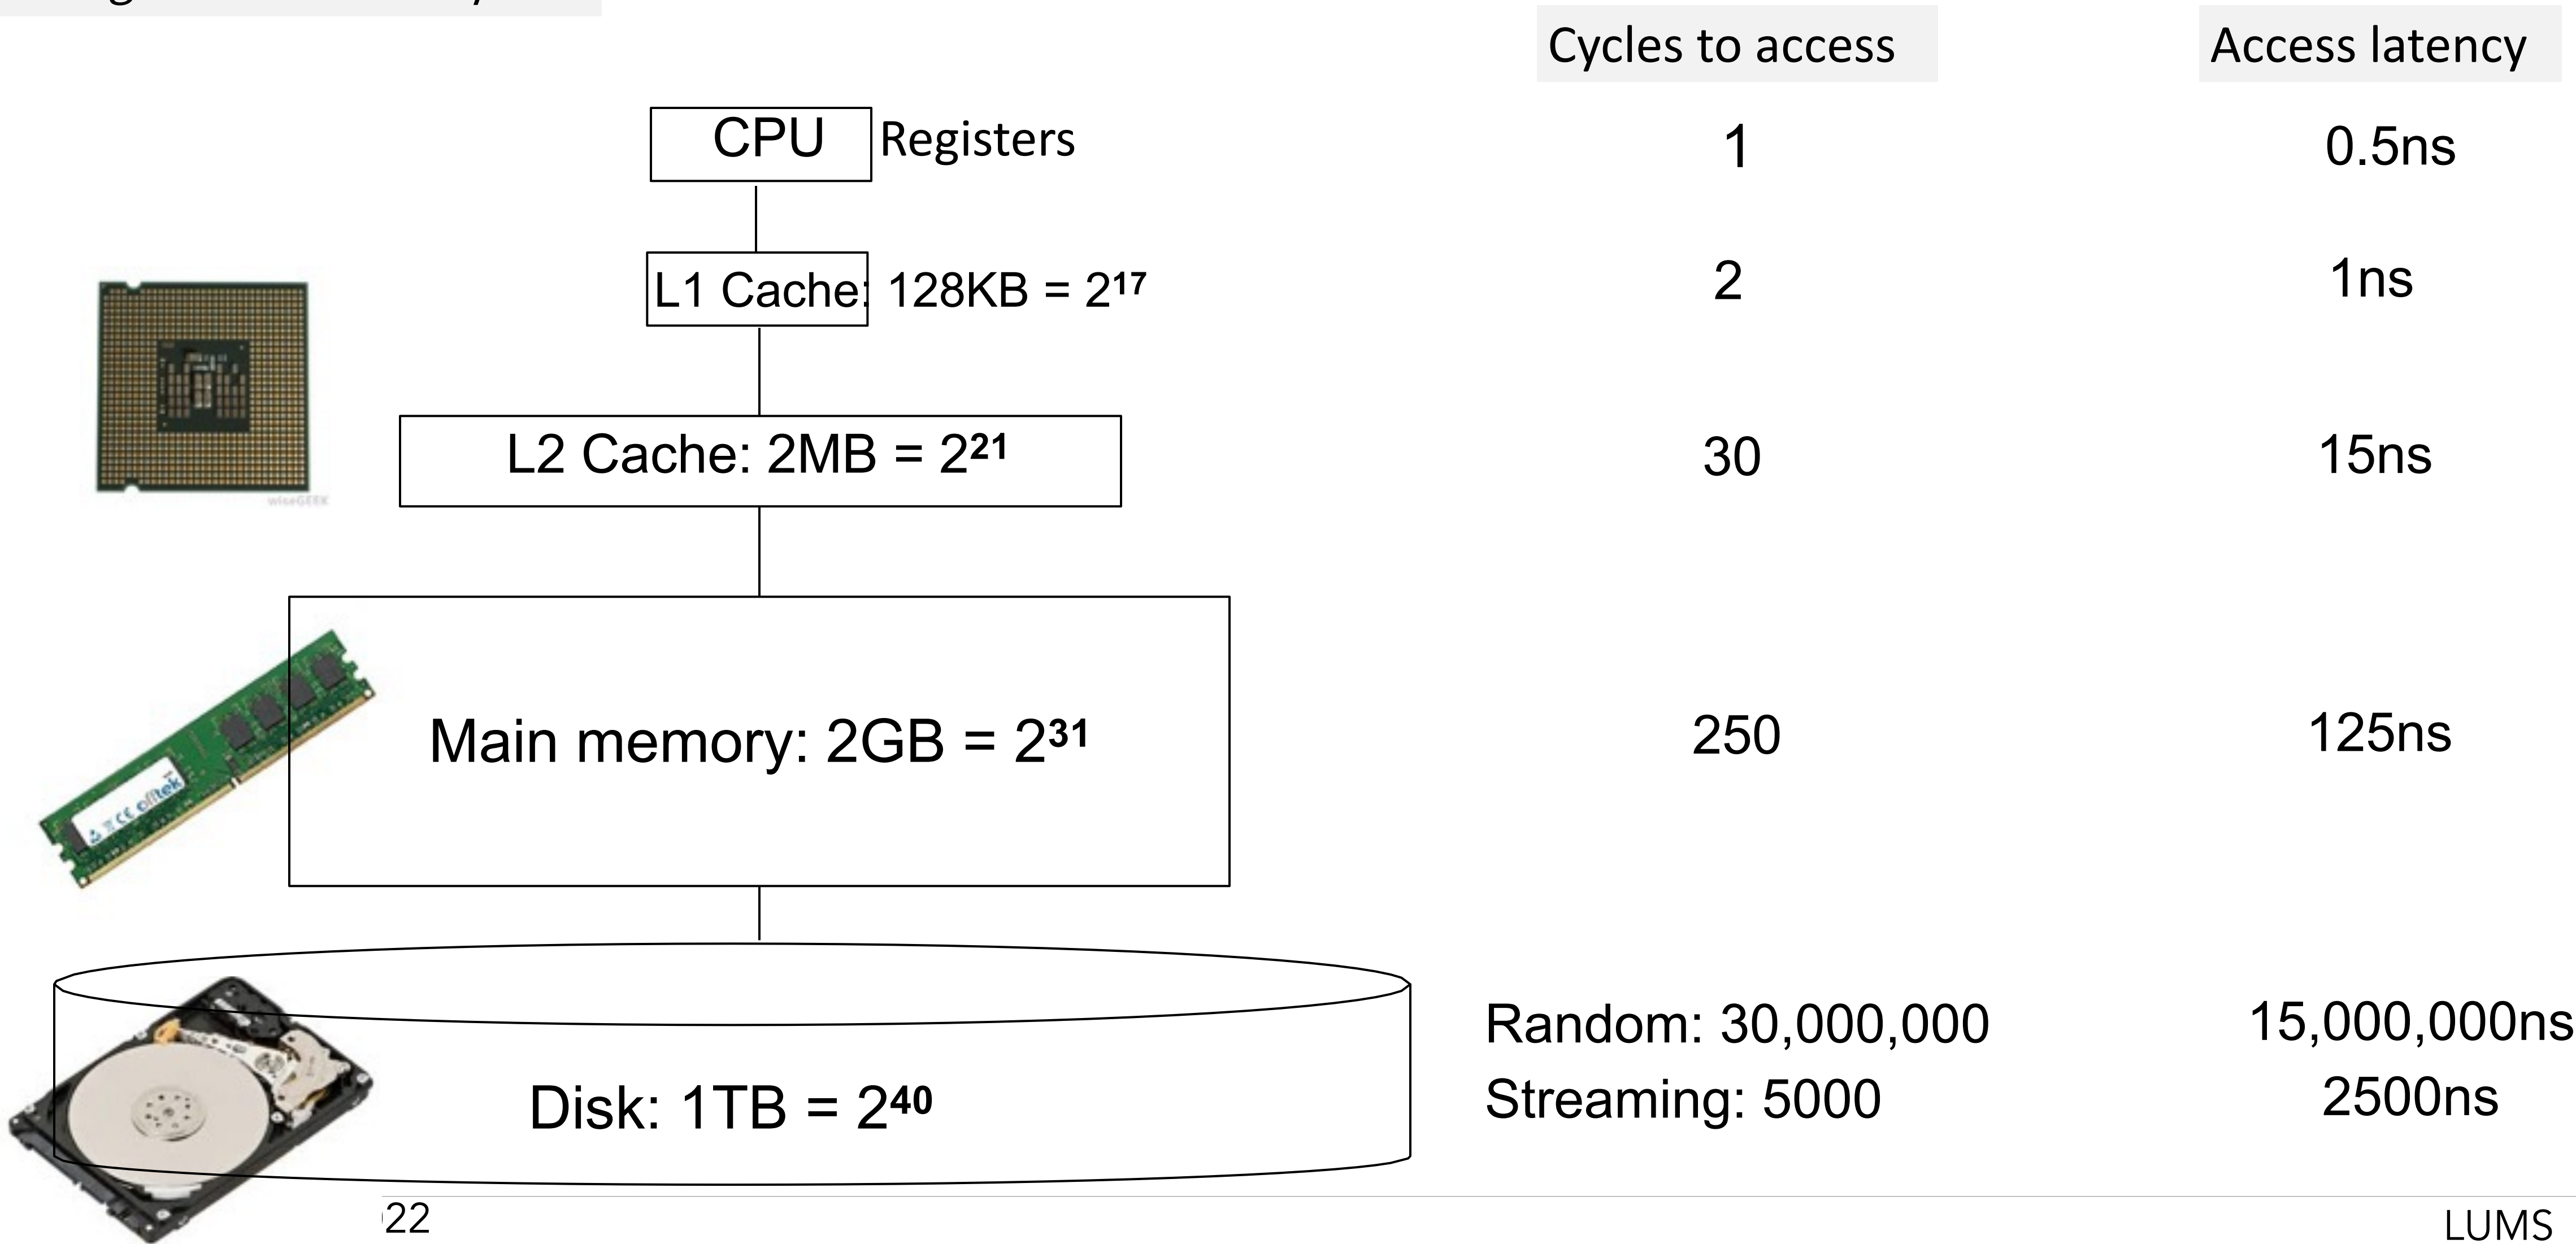 Cycles to access Access latency
CPU Registers 1 0.5ns
L1 Cache: 128KB = 2¹⁷ 2 1ns
L2 Cache: 2MB = 2²¹ 30 15ns
wiseGEEK
Main memory: 2GB = 2³¹ 250 125ns
offtek
Random: 30,000,000 15,000,000ns
Streaming: 5000 2500ns
Disk: 1TB = 2⁴⁰
22
LUMS